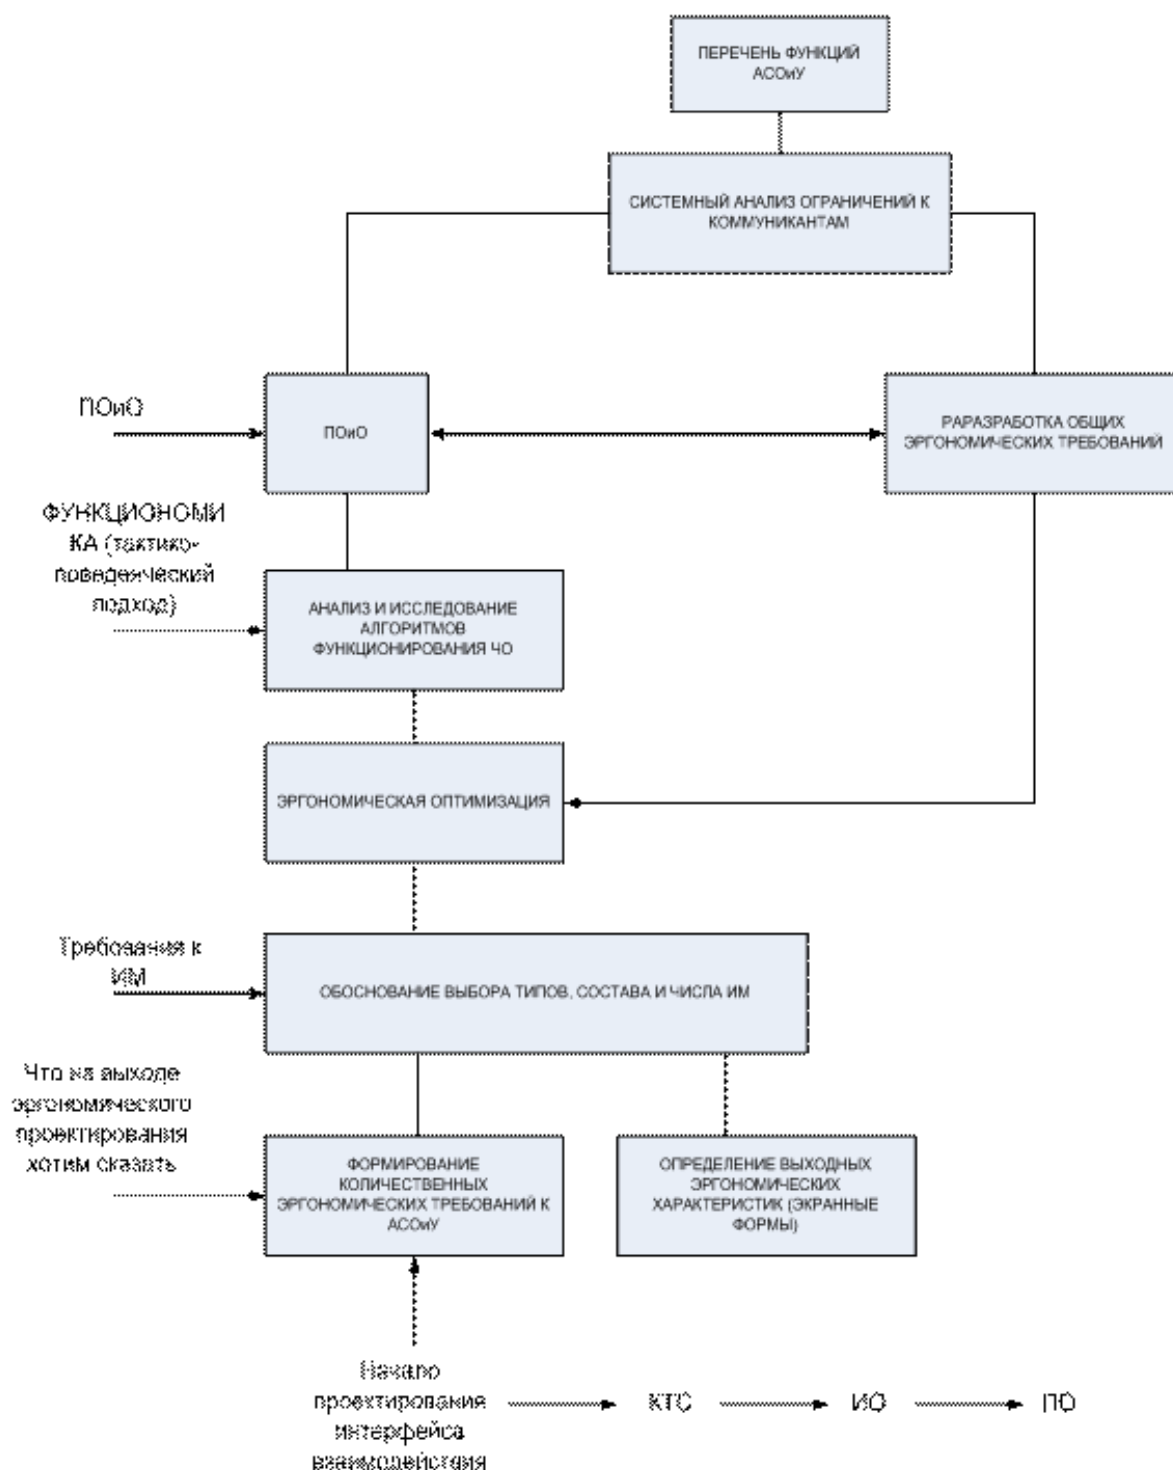 ПЕРЕЧЕНЬ ФУНКЦИЙ
АСОиУ
СИСТЕМНЫЙ АНАЛИЗ ОГРАНИЧЕНИЙ К
КОММУНИКАНТАМ
ПОиО
ПОиО
РАРАЗРАБОТКА ОБЩИХ
ЭРГОНОМИЧЕСКИХ ТРЕБОВАНИЙ
ФУНКЦИОНОМИ
КА (тактико-
поведенческий
подход)
АНАЛИЗ И ИССЛЕДОВАНИЕ
АЛГОРИТМОВ
ФУНКЦИОНИРОВАНИЯ ЧО
ЭРГОНОМИЧЕСКАЯ ОПТИМИЗАЦИЯ
Требования к
ИМ
ОБОСНОВАНИЕ ВЫБОРА ТИПОВ, СОСТАВА И ЧИСЛА ИМ
Что на выходе
эргономического
проектирования
хотим сказать
ФОРМИРОВАНИЕ
КОЛИЧЕСТВЕННЫХ
ЭРГОНОМИЧЕСКИХ ТРЕБОВАНИЙ К
АСОиУ
ОПРЕДЕЛЕНИЕ ВЫХОДНЫХ
ЭРГОНОМИЧЕСКИХ
ХАРАКТЕРИСТИК (ЭКРАННЫЕ
ФОРМЫ)
Начало
проектирования
интерфейса
взаимодействия
КТС
ИО
ПО